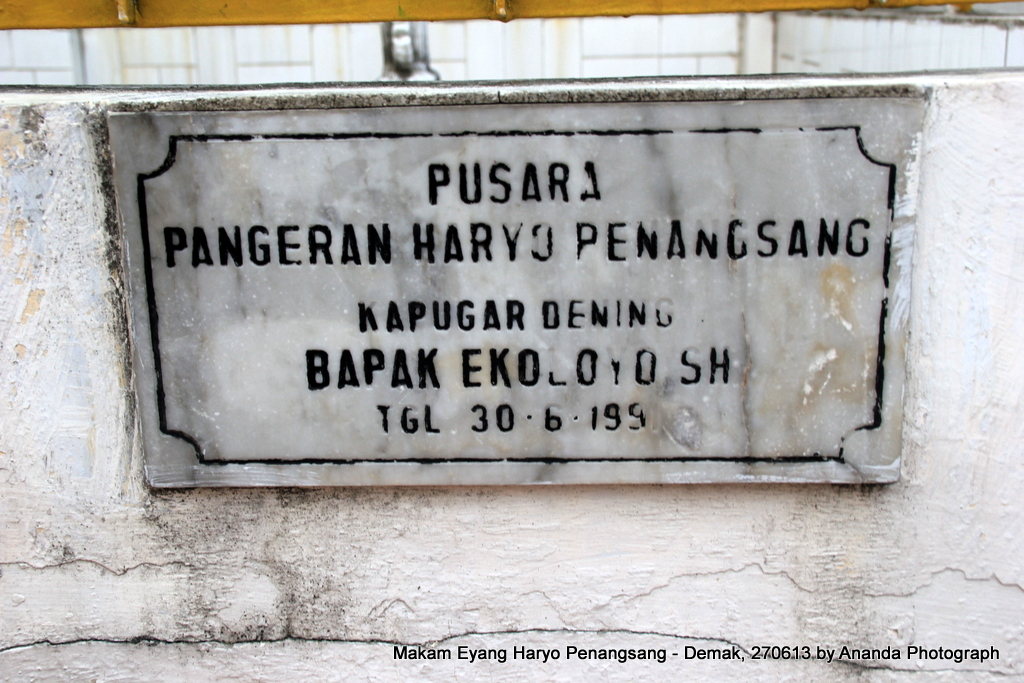 PUSARA
PANGERAN HARYO PENANGSANG
KAPUGAR DENING
BAPAK EKOLOYO SH
TGL 30-6-199
Makam Eyang Haryo Penangsang - Demak, 270613 by Ananda Photograph